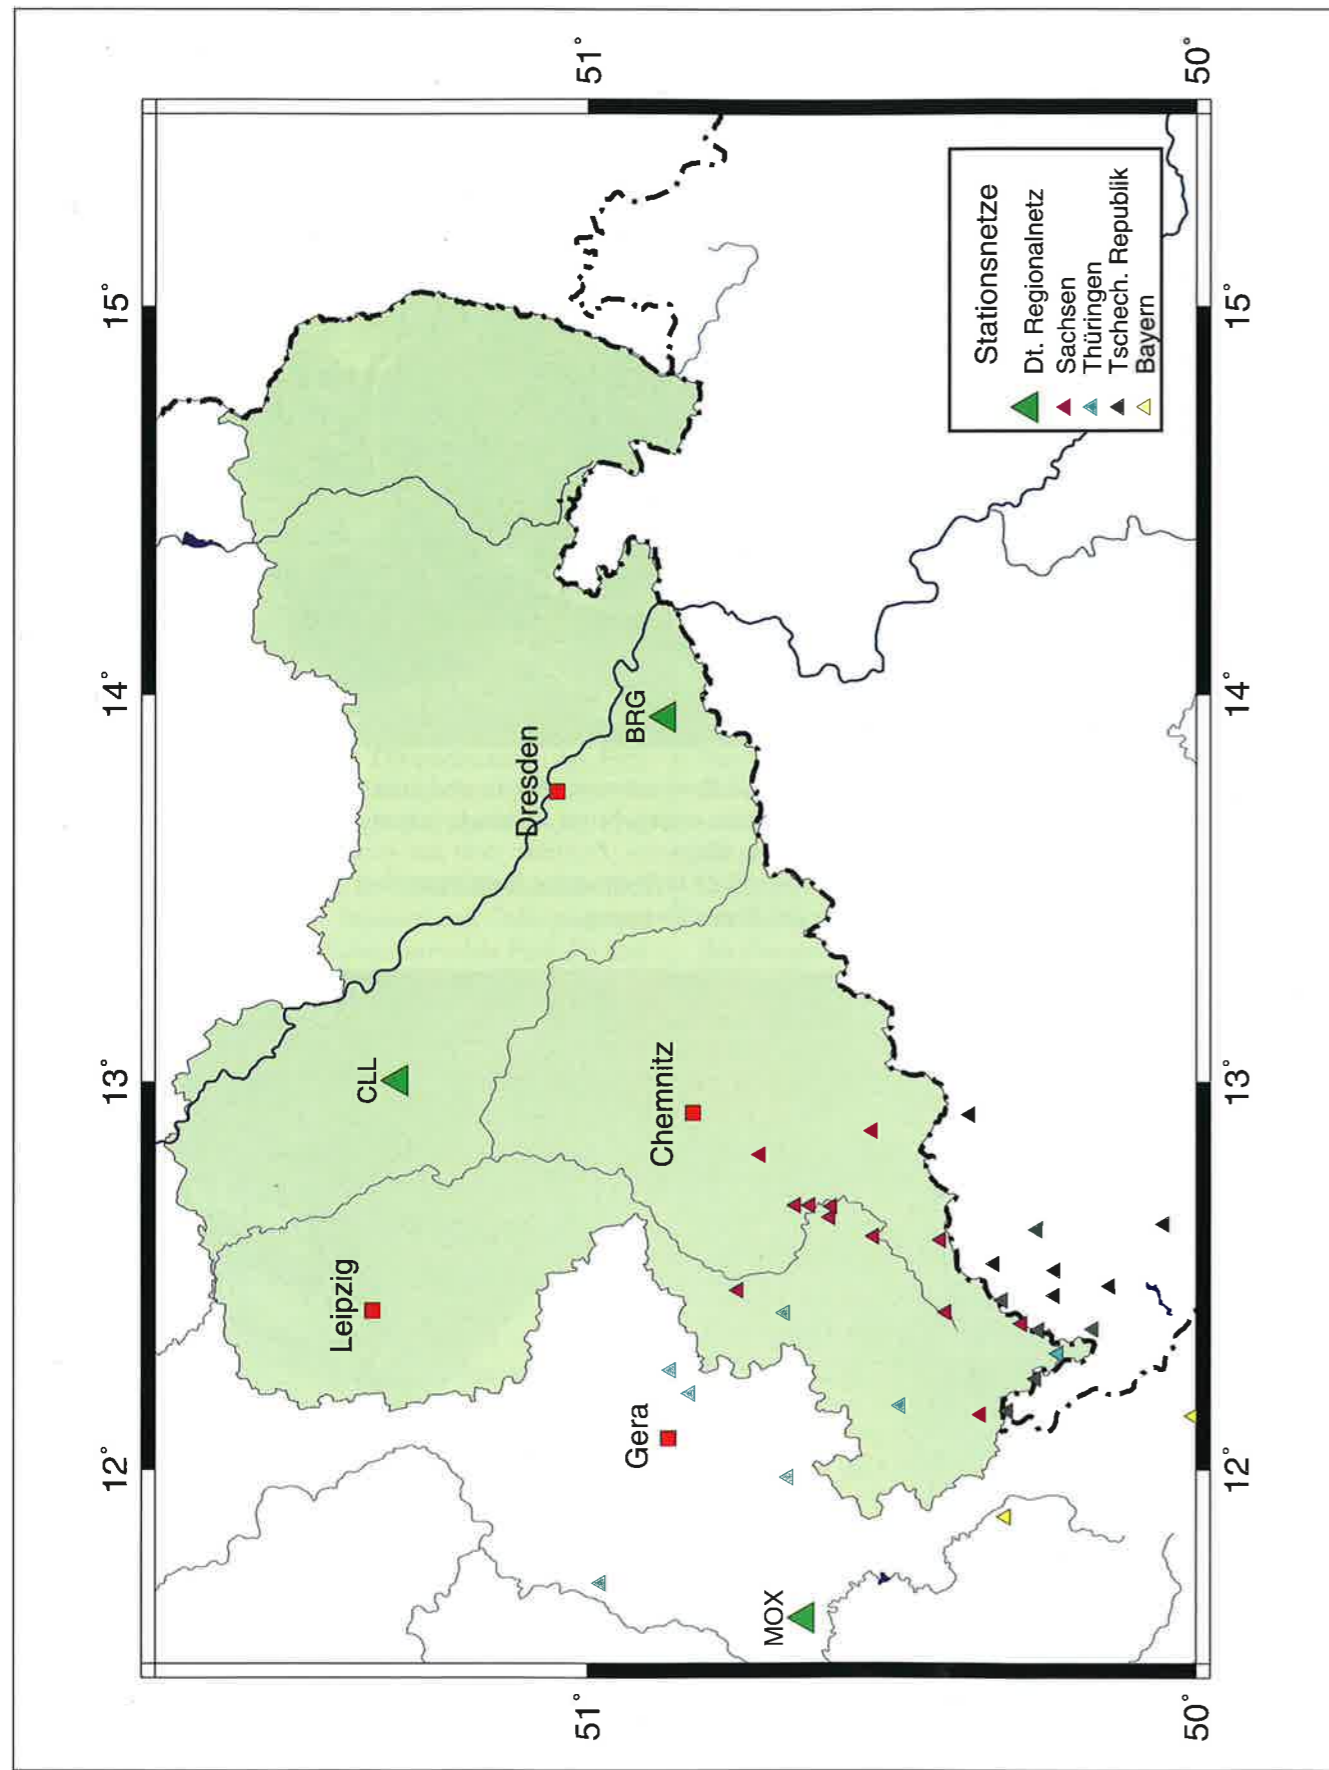 12°
13°
14°
15°
51°
51°
50°
50°
12°
13°
14°
15°
Leipzig
CLL
Dresden
BRG
Chemnitz
Gera
MOX
Stationsnetze
Dt. Regionalnetz
Sachsen
Thüringen
Tschech. Republik
Bayern